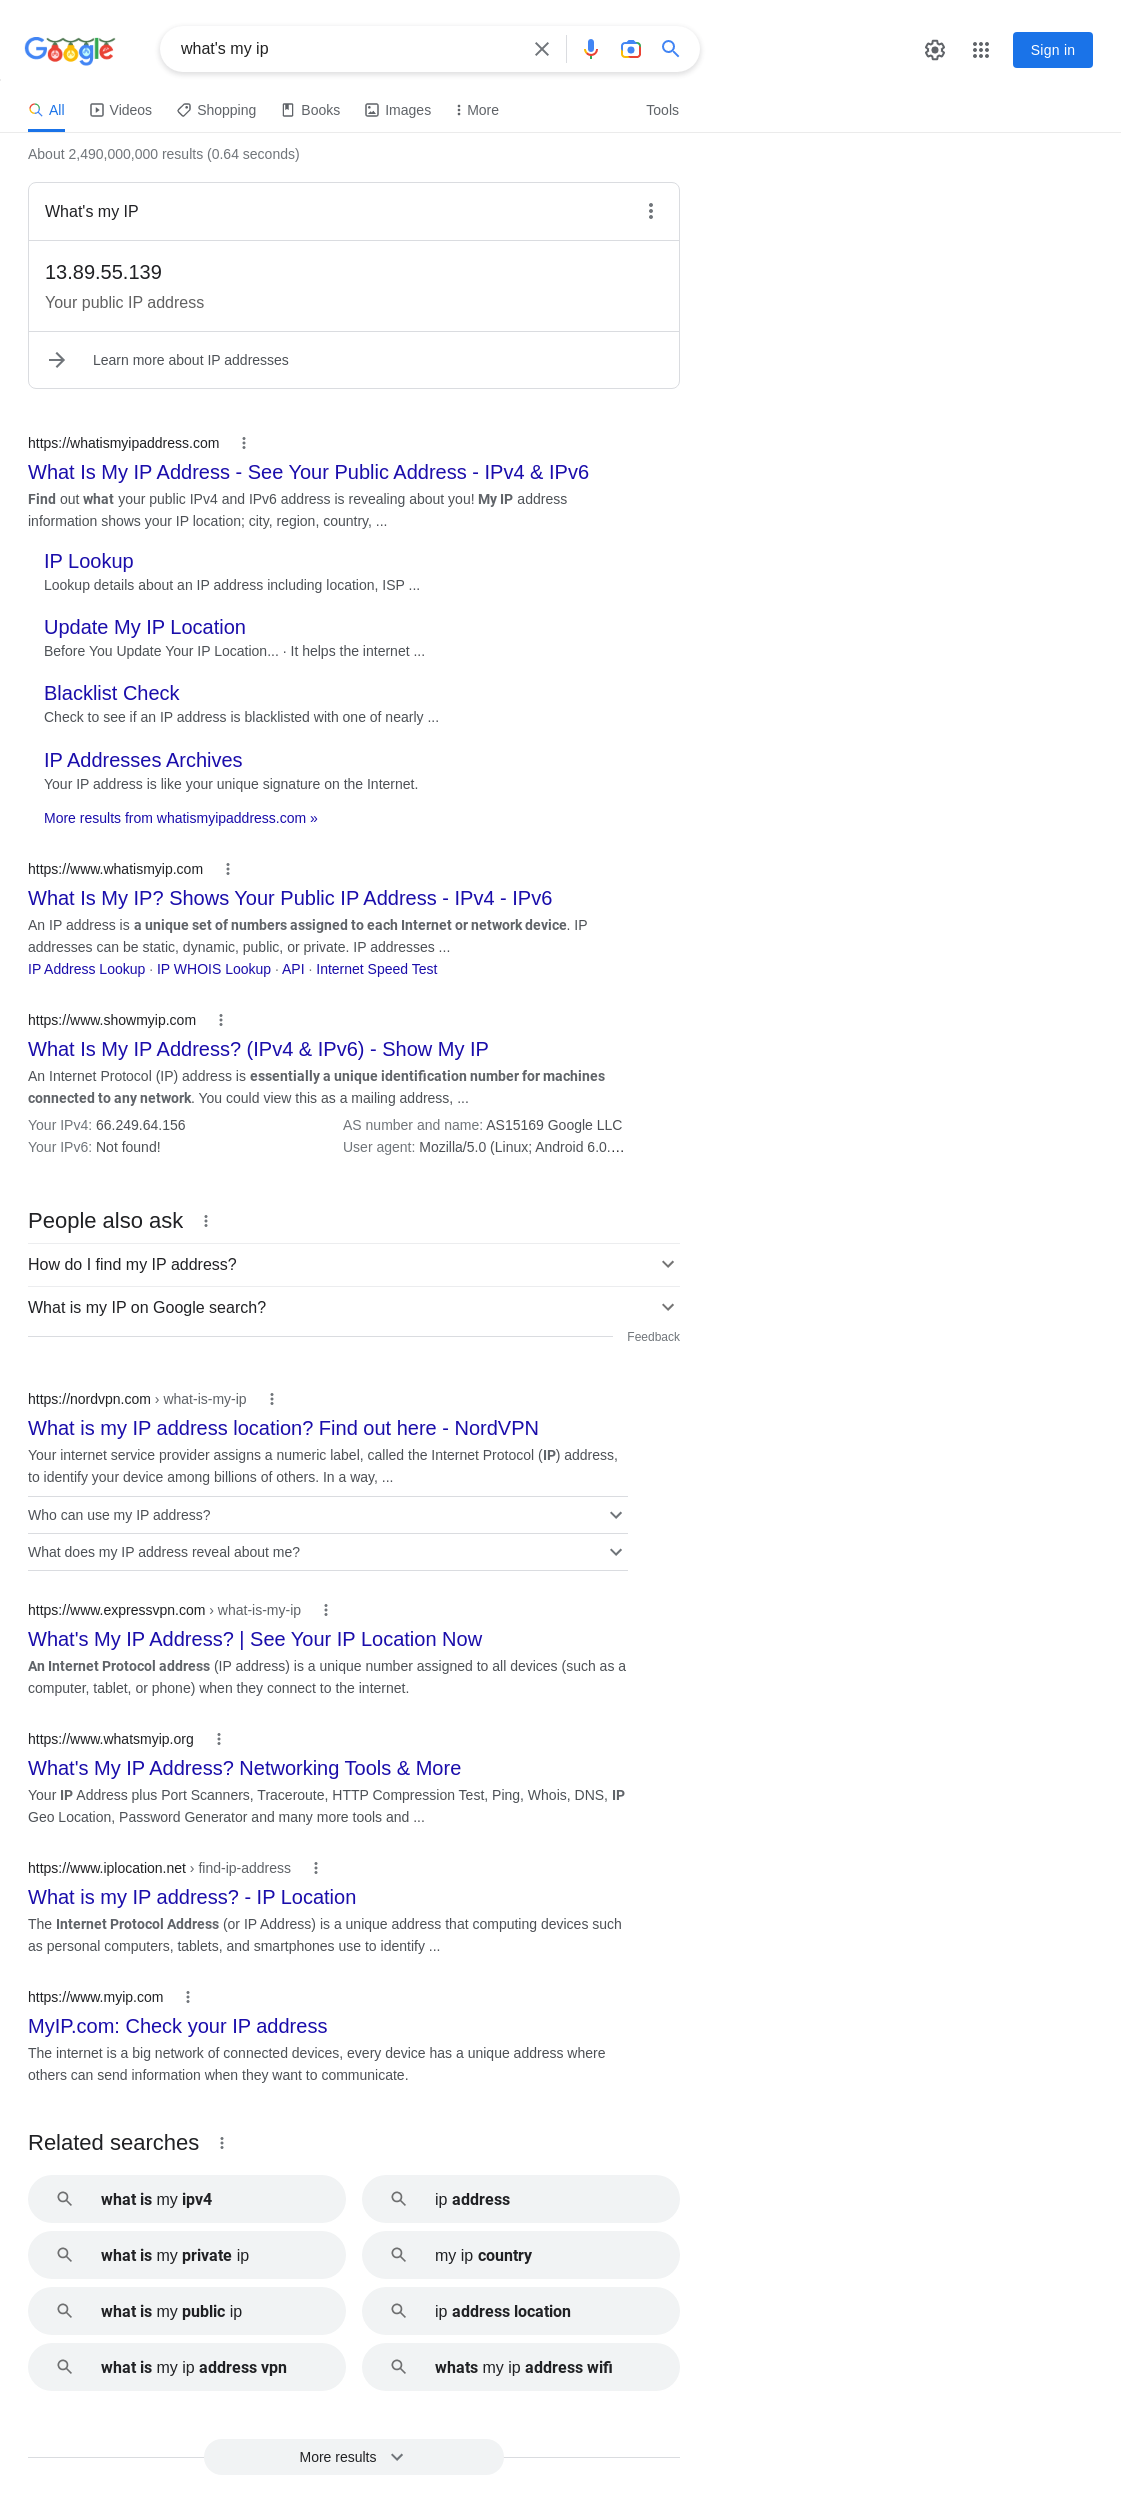 Google
what's my ip
Sign in
All Videos Shopping Books Images More Tools
About 2,490,000,000 results (0.64 seconds)
What's my IP
13.89.55.139
Your public IP address
Learn more about IP addresses
https://whatismyipaddress.com
What Is My IP Address - See Your Public Address - IPv4 & IPv6
Find out what your public IPv4 and IPv6 address is revealing about you! My IP address
information shows your IP location; city, region, country, ...
IP Lookup
Lookup details about an IP address including location, ISP ...
Update My IP Location
Before You Update Your IP Location... · It helps the internet ...
Blacklist Check
Check to see if an IP address is blacklisted with one of nearly ...
IP Addresses Archives
Your IP address is like your unique signature on the Internet.
More results from whatismyipaddress.com »
https://www.whatismyip.com
What Is My IP? Shows Your Public IP Address - IPv4 - IPv6
An IP address is a unique set of numbers assigned to each Internet or network device. IP
addresses can be static, dynamic, public, or private. IP addresses ...
IP Address Lookup · IP WHOIS Lookup · API · Internet Speed Test
https://www.showmyip.com
What Is My IP Address? (IPv4 & IPv6) - Show My IP
An Internet Protocol (IP) address is essentially a unique identification number for machines
connected to any network. You could view this as a mailing address, ...
Your IPv4: 66.249.64.156 AS number and name: AS15169 Google LLC
Your IPv6: Not found! User agent: Mozilla/5.0 (Linux; Android 6.0....
People also ask
How do I find my IP address?
What is my IP on Google search?
Feedback
https://nordvpn.com › what-is-my-ip
What is my IP address location? Find out here - NordVPN
Your internet service provider assigns a numeric label, called the Internet Protocol (IP) address,
to identify your device among billions of others. In a way, ...
Who can use my IP address?
What does my IP address reveal about me?
https://www.expressvpn.com › what-is-my-ip
What's My IP Address? | See Your IP Location Now
An Internet Protocol address (IP address) is a unique number assigned to all devices (such as a
computer, tablet, or phone) when they connect to the internet.
https://www.whatsmyip.org
What's My IP Address? Networking Tools & More
Your IP Address plus Port Scanners, Traceroute, HTTP Compression Test, Ping, Whois, DNS, IP
Geo Location, Password Generator and many more tools and ...
https://www.iplocation.net › find-ip-address
What is my IP address? - IP Location
The Internet Protocol Address (or IP Address) is a unique address that computing devices such
as personal computers, tablets, and smartphones use to identify ...
https://www.myip.com
MyIP.com: Check your IP address
The internet is a big network of connected devices, every device has a unique address where
others can send information when they want to communicate.
Related searches
what is my ipv4 ip address
what is my private ip my ip country
what is my public ip ip address location
what is my ip address vpn whats my ip address wifi
More results